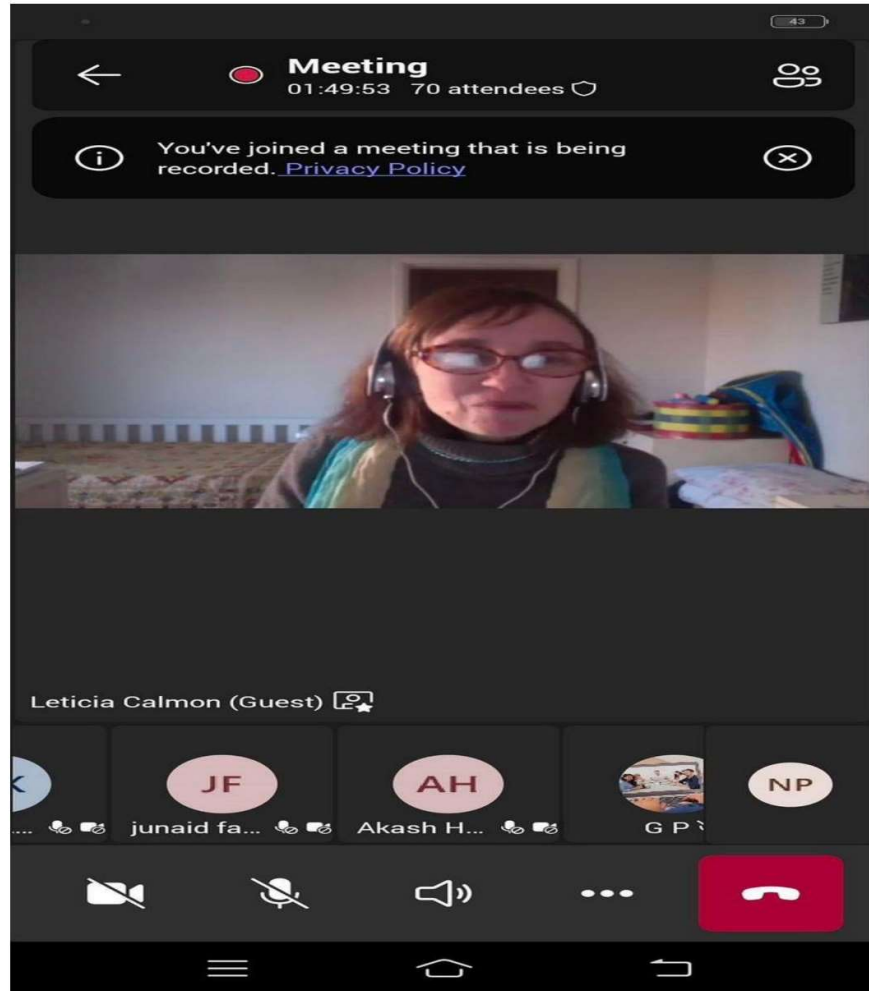 43
Meeting
01:49:53 70 attendees
You've joined a meeting that is being
recorded. Privacy Policy
Leticia Calmon (Guest)
JF
AH
NP
... junaid fa... Akash H... G P